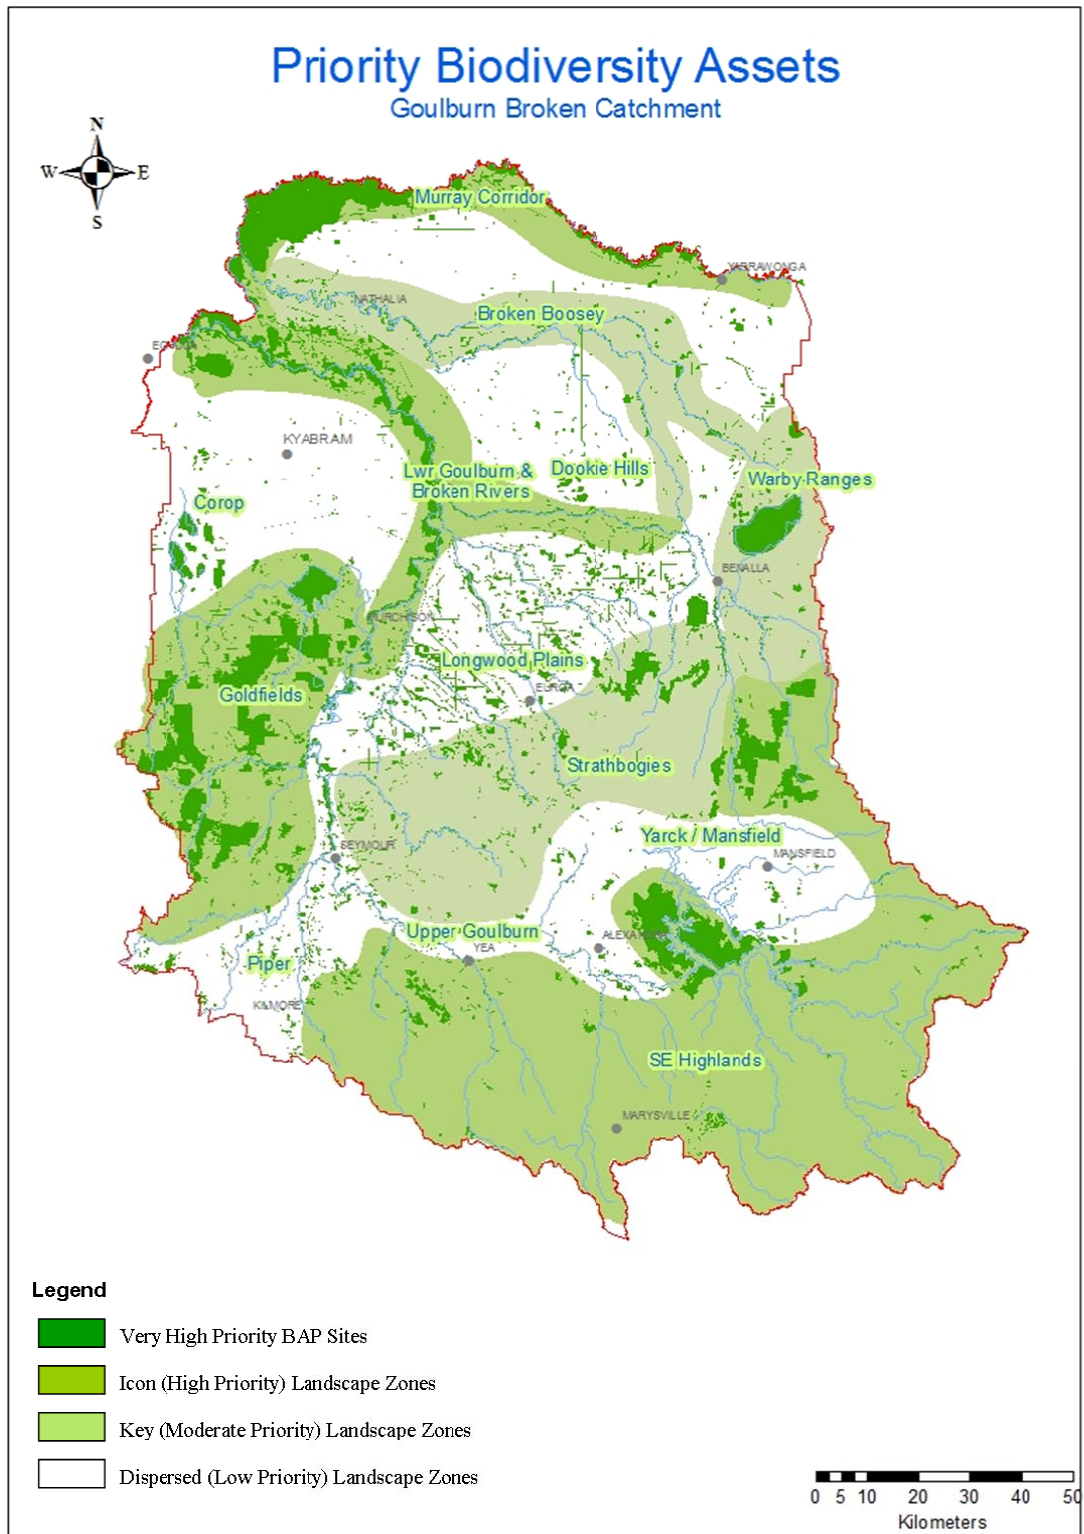 Priority Biodiversity Assets
Goulburn Broken Catchment
N
W
E
S
Murray Corridor
YARRAWONGA
NATHALIA
Broken Boosey
KYABRAM
Lwr Goulburn &
Broken Rivers
Dookie Hills
Warby Ranges
Corop
BENALLA
Longwood Plains
Goldfields
Strathbogies
Yarck / Mansfield
SEYMOUR
MANSFIELD
Upper Goulburn
YEA
Piper
KILMORE
SE Highlands
MARYSVILLE
Legend
Very High Priority BAP Sites
Icon (High Priority) Landscape Zones
Key (Moderate Priority) Landscape Zones
Dispersed (Low Priority) Landscape Zones
0 5 10 20 30 40 50
Kilometers